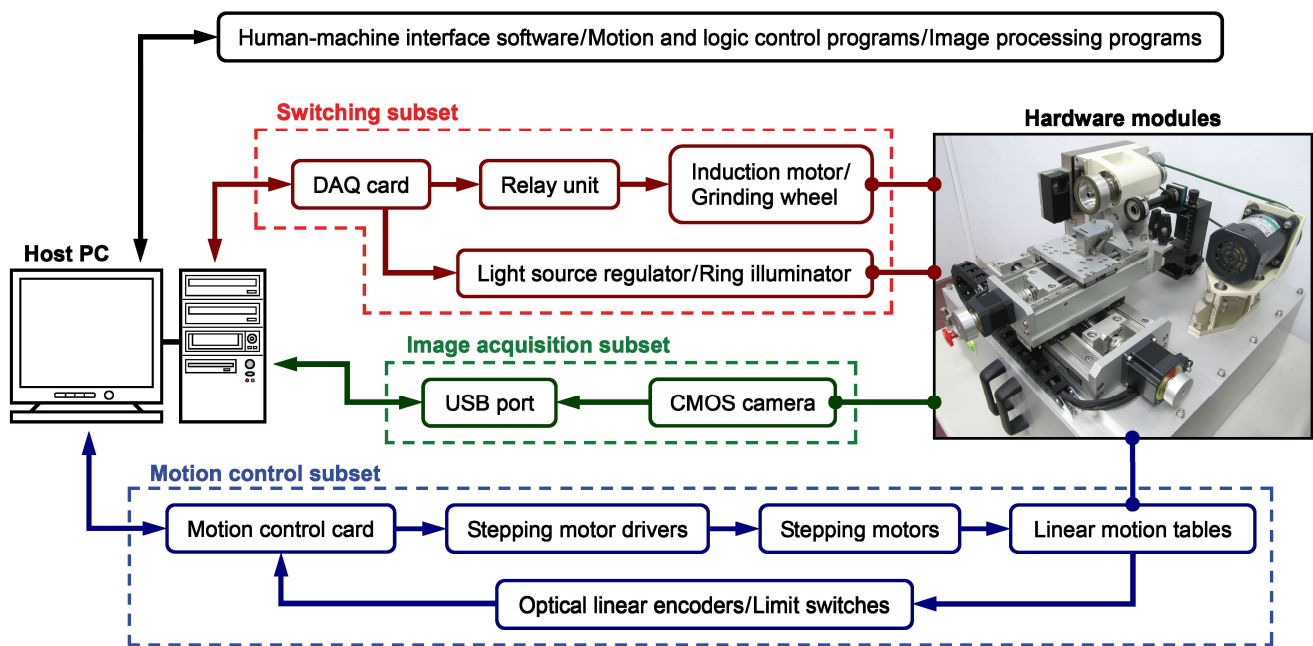 Human-machine interface software/Motion and logic control programs/Image processing programs
Switching subset
Hardware modules
DAQ card
Relay unit
Induction motor/
Grinding wheel
Host PC
Light source regulator/Ring illuminator
Image acquisition subset
USB port
CMOS camera
Motion control subset
Motion control card
Stepping motor drivers
Stepping motors
Linear motion tables
Optical linear encoders/Limit switches